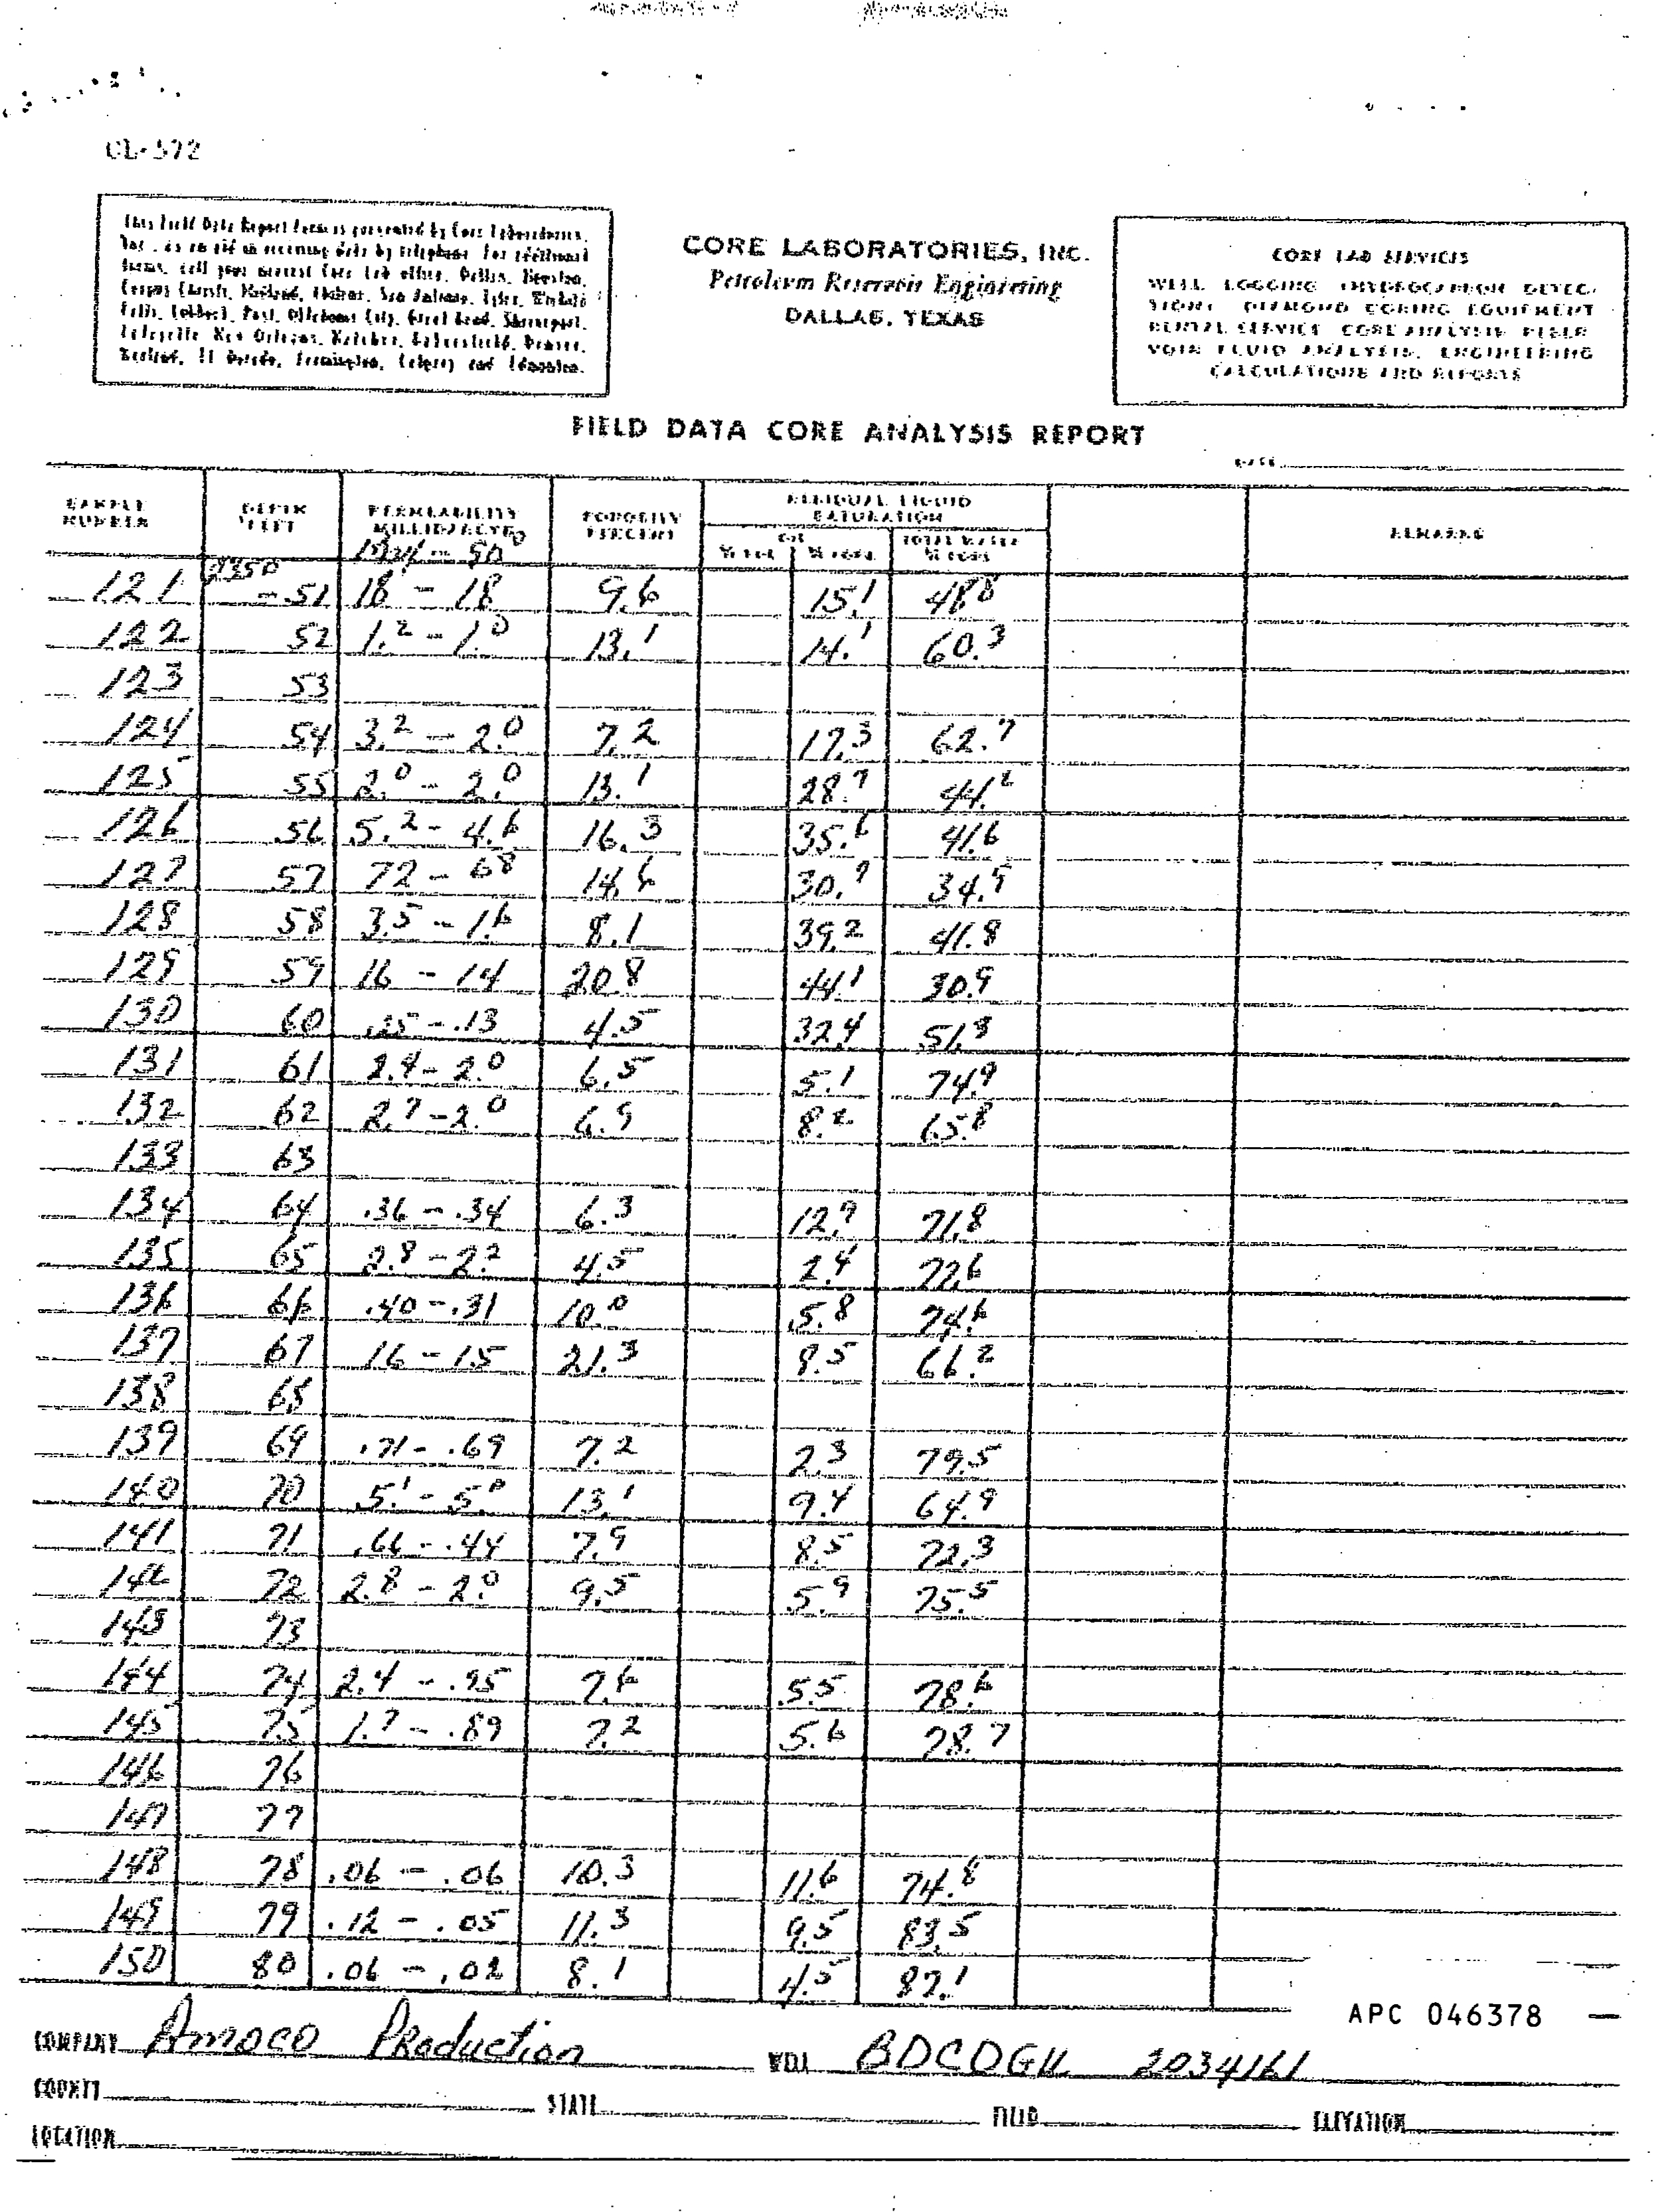 CL-572
This Field Data Report Form is presented by Core Laboratories,
Inc., as an aid in receiving data by telephone. For additional
forms, call your nearest Core Lab office, Dallas, Houston,
Corpus Christi, Midland, Hobbs, San Antonio, Tyler, Wichita
Falls, Lubbock, Post, Oklahoma City, Great Bend, Shreveport,
Lafayette, New Orleans, Natchez, Bakersfield, Denver,
Farmington, Calgary and Edmonton.
CORE LABORATORIES, INC.
Petroleum Reservoir Engineering
DALLAS, TEXAS
CORE LAB SERVICES
WELL LOGGING (HYDROCARBON DETEC-
TION) DIAMOND CORING EQUIPMENT
RENTAL SERVICE CORE ANALYSIS RESER-
VOIR FLUID ANALYSIS, ENGINEERING
CALCULATIONS AND REPORTS
FIELD DATA CORE ANALYSIS REPORT
DATE
SAMPLE NUMBER DEPTH FEET PERMEABILITY MILLIDARCYS POROSITY PERCENT RESIDUAL LIQUID SATURATION REMARKS
OIL % VOL. % PORE TOTAL WATER % PORE
Max - 90°
121 -51 18 - 18 9.6 15.1 48.8
122 52 1.2 - 1.0 13.1 14.1 60.3
123 53
124 54 3.2 - 2.0 7.2 17.3 62.7
125 55 2.0 - 2.0 13.1 28.7 44.2
126 56 5.2 - 4.6 16.3 35.6 41.6
127 57 72 - 68 14.6 30.9 34.5
128 58 3.5 - 1.6 8.1 39.2 41.8
129 59 16 - 14 20.8 44.1 30.9
130 60 .25 - .13 4.5 32.4 51.8
131 61 2.4 - 2.0 6.5 5.1 74.9
132 62 2.7 - 2.0 6.9 8.2 65.8
133 63
134 64 .36 - .34 6.3 12.9 71.8
135 65 2.8 - 2.2 4.5 2.4 72.6
136 66 .40 - .31 10.0 5.8 74.6
137 67 16 - 15 21.3 8.5 66.2
138 68
139 69 .71 - .69 7.2 2.3 79.5
140 70 5.1 - 5.0 13.1 9.4 64.9
141 71 .66 - .44 7.9 8.5 72.3
142 72 2.8 - 2.0 9.5 5.9 75.5
143 73
144 74 2.4 - .95 7.6 5.5 78.6
145 75 1.7 - .89 7.2 5.6 78.7
146 76
147 77
148 78 .06 - .06 10.3 11.6 74.8
149 79 .12 - .05 11.3 9.5 83.5
150 80 .06 - .02 8.1 4.5 87.1
APC 046378
COMPANY Amoco Production WELL BDCDGU 2034161
COUNTY STATE FIELD ELEVATION
LOCATION